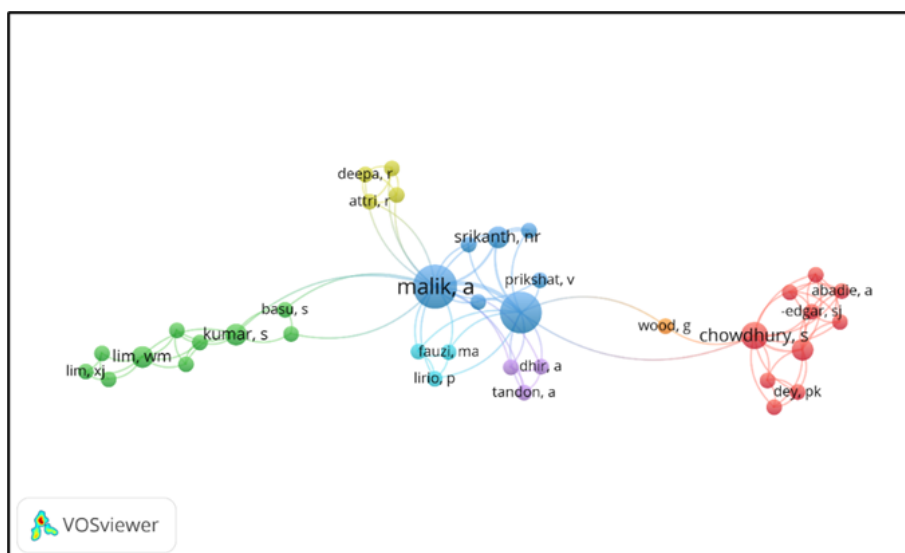 deepa, r
attri, r
srikanth, nr
prikshat, v
malik, a
abadie, a
-edgar, sj
basu, s
wood, g
chowdhury, s
kumar, s
fauzi, ma
lim, wm
dhir, a
lim, xj
lirio, p
tandon, a
dey, pk
VOSviewer